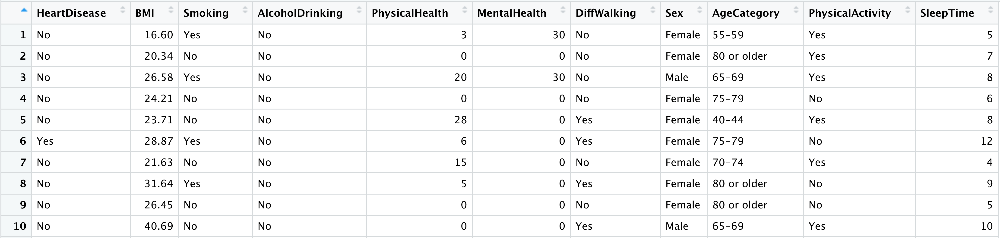 HeartDisease BMI Smoking AlcoholDrinking PhysicalHealth MentalHealth DiffWalking Sex AgeCategory PhysicalActivity SleepTime
1 No 16.60 Yes No 3 30 No Female 55–59 Yes 5
2 No 20.34 No No 0 0 No Female 80 or older Yes 7
3 No 26.58 Yes No 20 30 No Male 65–69 Yes 8
4 No 24.21 No No 0 0 No Female 75–79 No 6
5 No 23.71 No No 28 0 Yes Female 40–44 Yes 8
6 Yes 28.87 Yes No 6 0 Yes Female 75–79 No 12
7 No 21.63 No No 15 0 No Female 70–74 Yes 4
8 No 31.64 Yes No 5 0 Yes Female 80 or older No 9
9 No 26.45 No No 0 0 No Female 80 or older No 5
10 No 40.69 No No 0 0 Yes Male 65–69 Yes 10